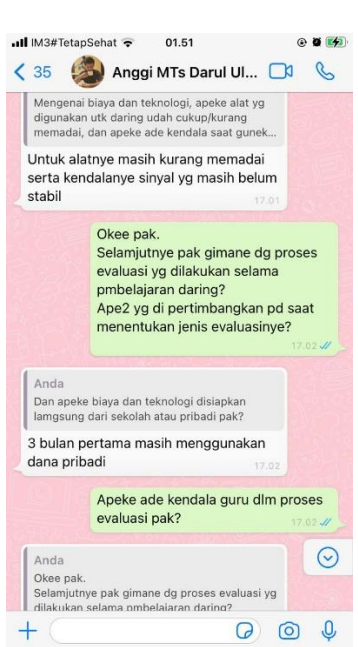 IM3#TetapSehat
01.51
35
Anggi MTs Darul Ul...
Mengenai biaya dan teknologi, apeke alat yg
digunakan utk daring udah cukup/kurang
memadai, dan apeke ade kendala saat gunek...
Untuk alatnye masih kurang memadai
serta kendalanye sinyal yg masih belum
stabil
17.01
Okee pak.
Selamjutnye pak gimane dg proses
evaluasi yg dilakukan selama
pmbelajaran daring?
Ape2 yg di pertimbangkan pd saat
menentukan jenis evaluasinye?
17.02
Anda
Dan apeke biaya dan teknologi disiapkan
lamgsung dari sekolah atau pribadi pak?
3 bulan pertama masih menggunakan
dana pribadi
17.02
Apeke ade kendala guru dlm proses
evaluasi pak?
17.02
Anda
Okee pak.
Selamjutnye pak gimane dg proses evaluasi yg
dilakukan selama pmbelajaran daring?